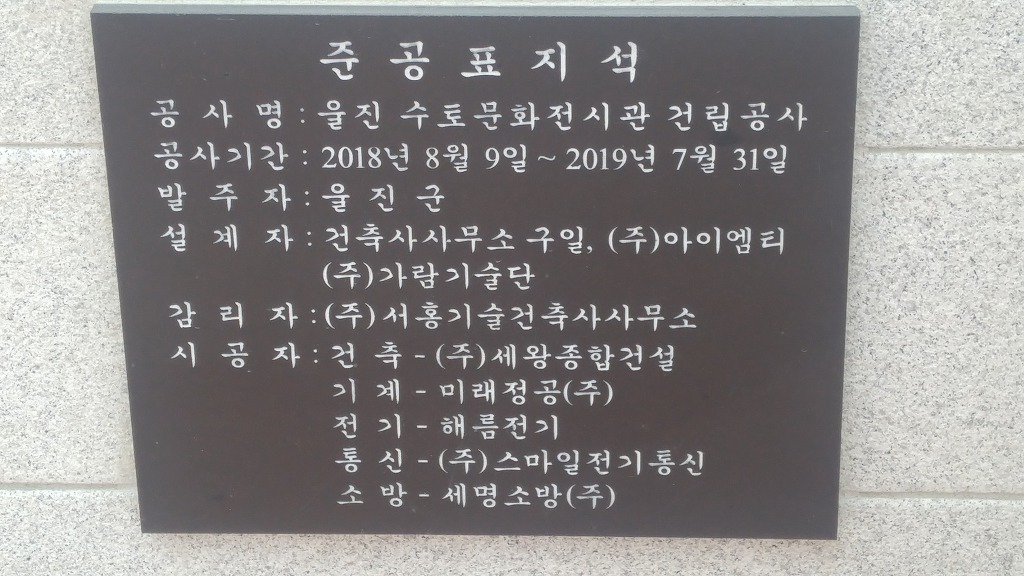 준 공 표 지 석
공 사 명 : 울진 수토문화전시관 건립공사
공사기간 : 2018년 8월 9일 ~ 2019년 7월 31일
발 주 자 : 울 진 군
설 계 자 : 건축사사무소 구일, (주)아이엠티
(주)가람기술단
감 리 자 : (주)서홍기술건축사사무소
시 공 자 : 건 축 - (주)세왕종합건설
기 계 - 미래정공(주)
전 기 - 해름전기
통 신 - (주)스마일전기통신
소 방 - 세명소방(주)